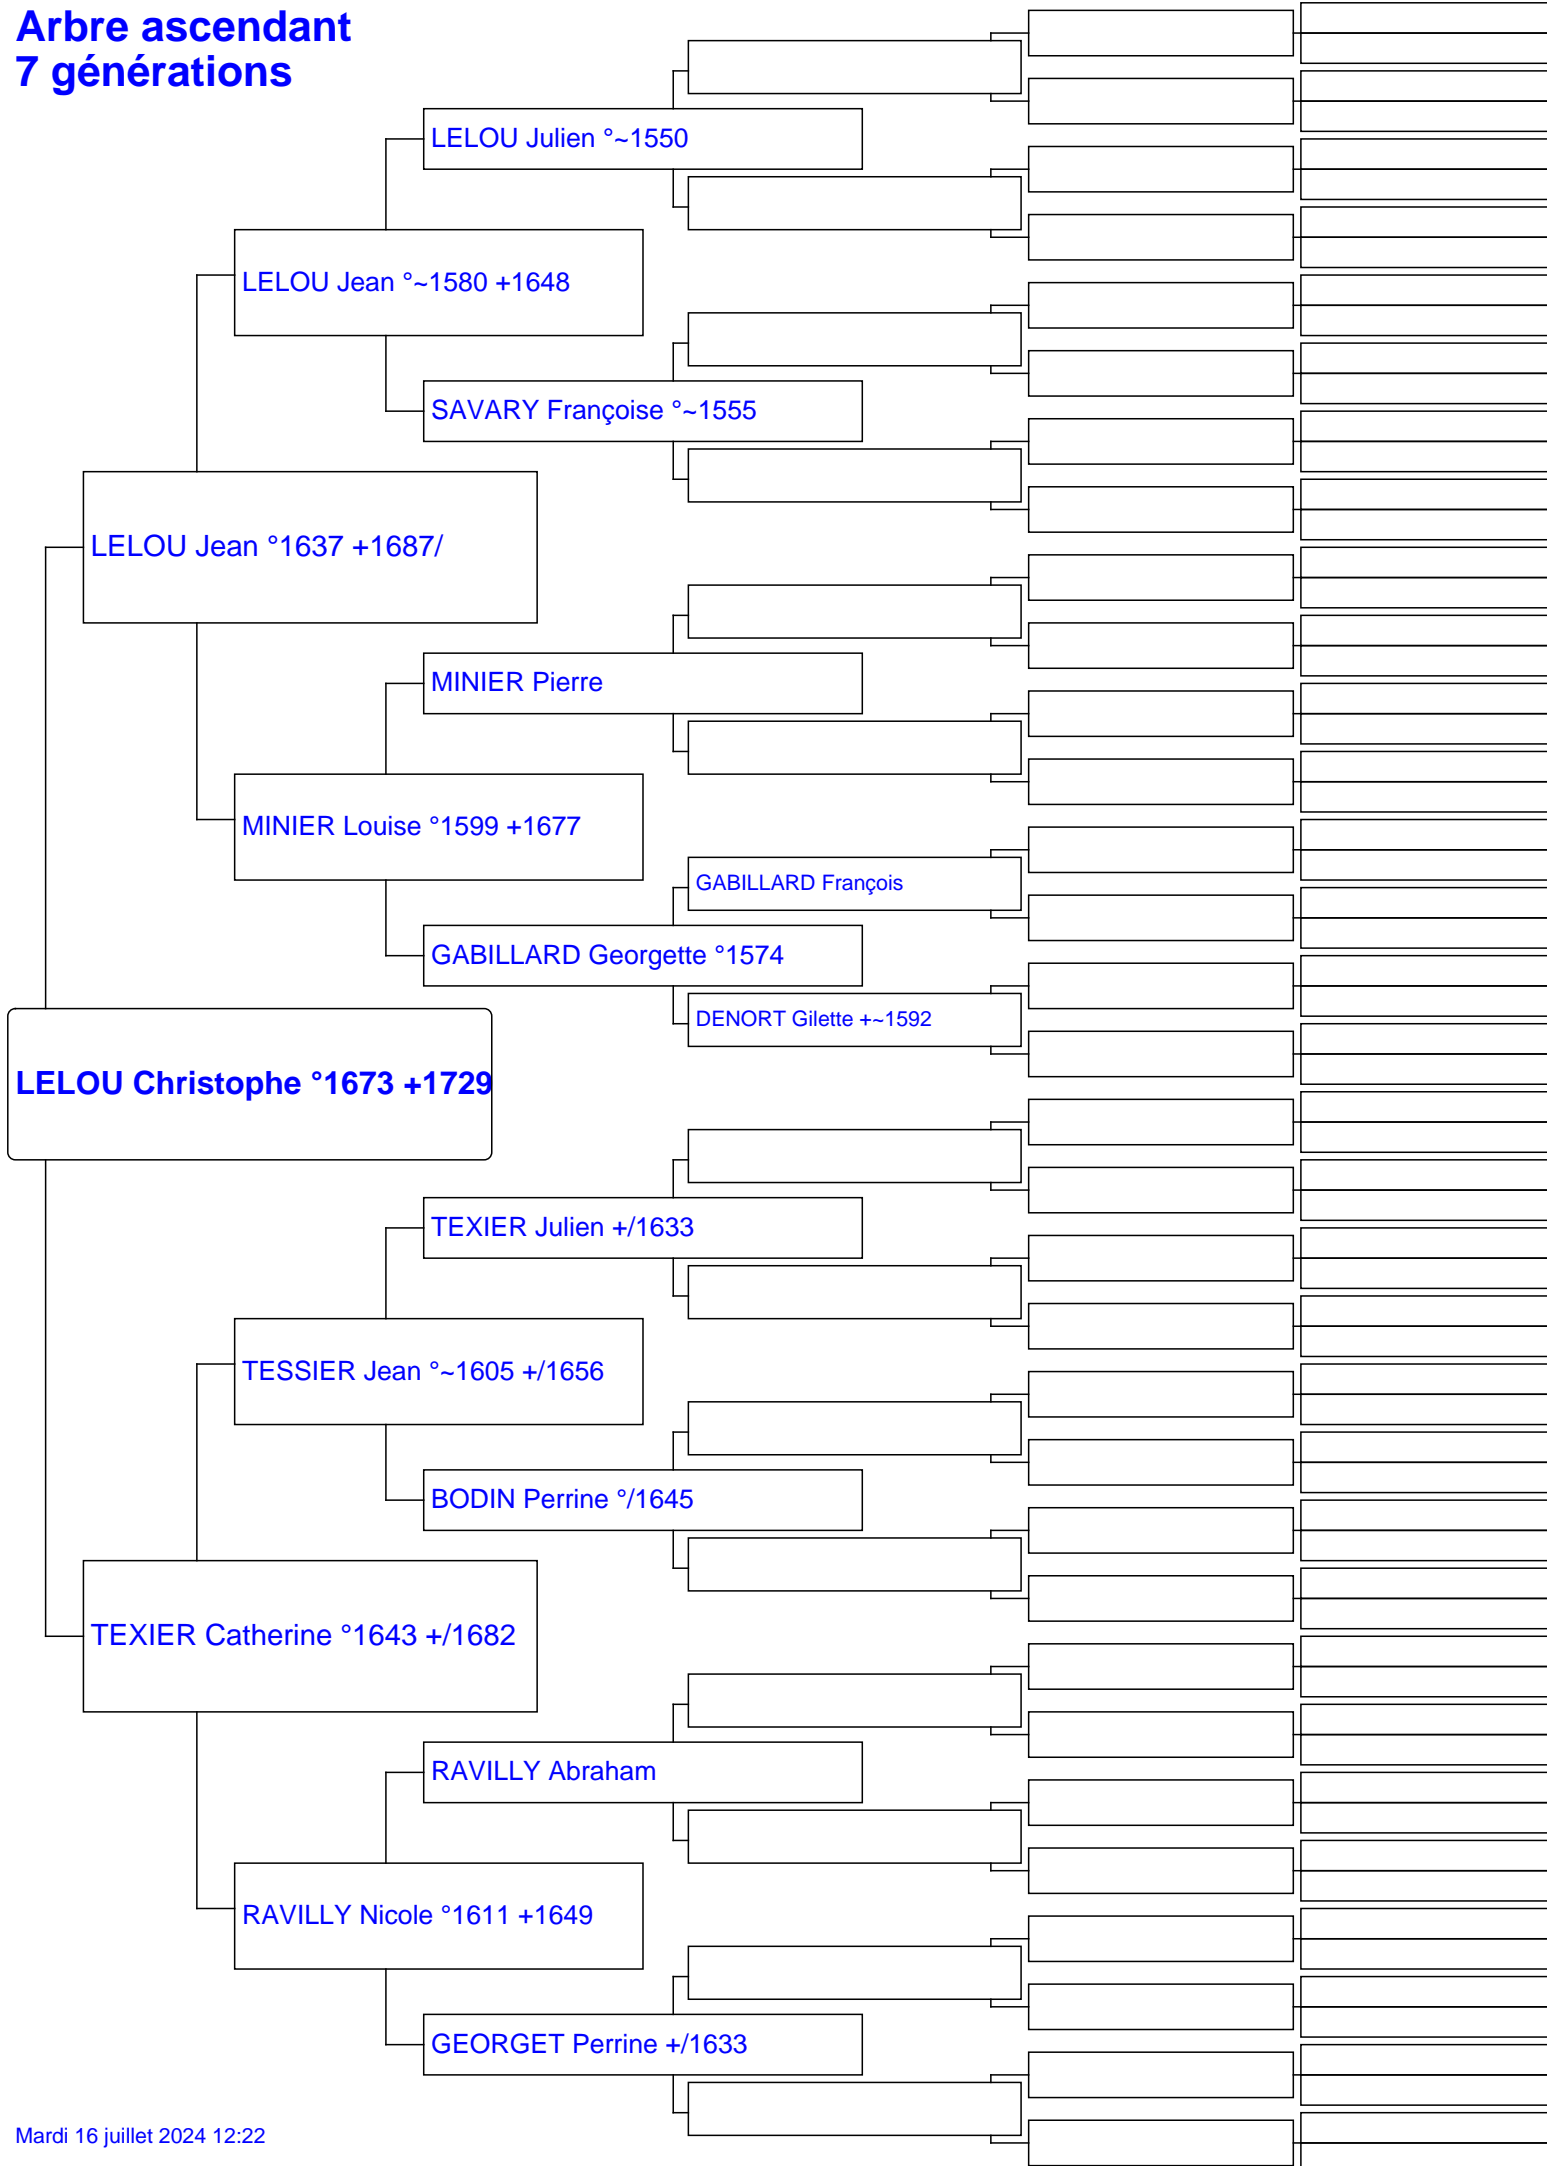 Arbre ascendant
7 générations
LELOU Julien °~1550
LELOU Jean °~1580 +1648
SAVARY Françoise °~1555
LELOU Jean °1637 +1687/
MINIER Pierre
MINIER Louise °1599 +1677
GABILLARD François
GABILLARD Georgette °1574
DENORT Gilette +~1592
LELOU Christophe °1673 +1729
TEXIER Julien +/1633
TESSIER Jean °~1605 +/1656
BODIN Perrine °/1645
TEXIER Catherine °1643 +/1682
RAVILLY Abraham
RAVILLY Nicole °1611 +1649
GEORGET Perrine +/1633
Mardi 16 juillet 2024 12:22